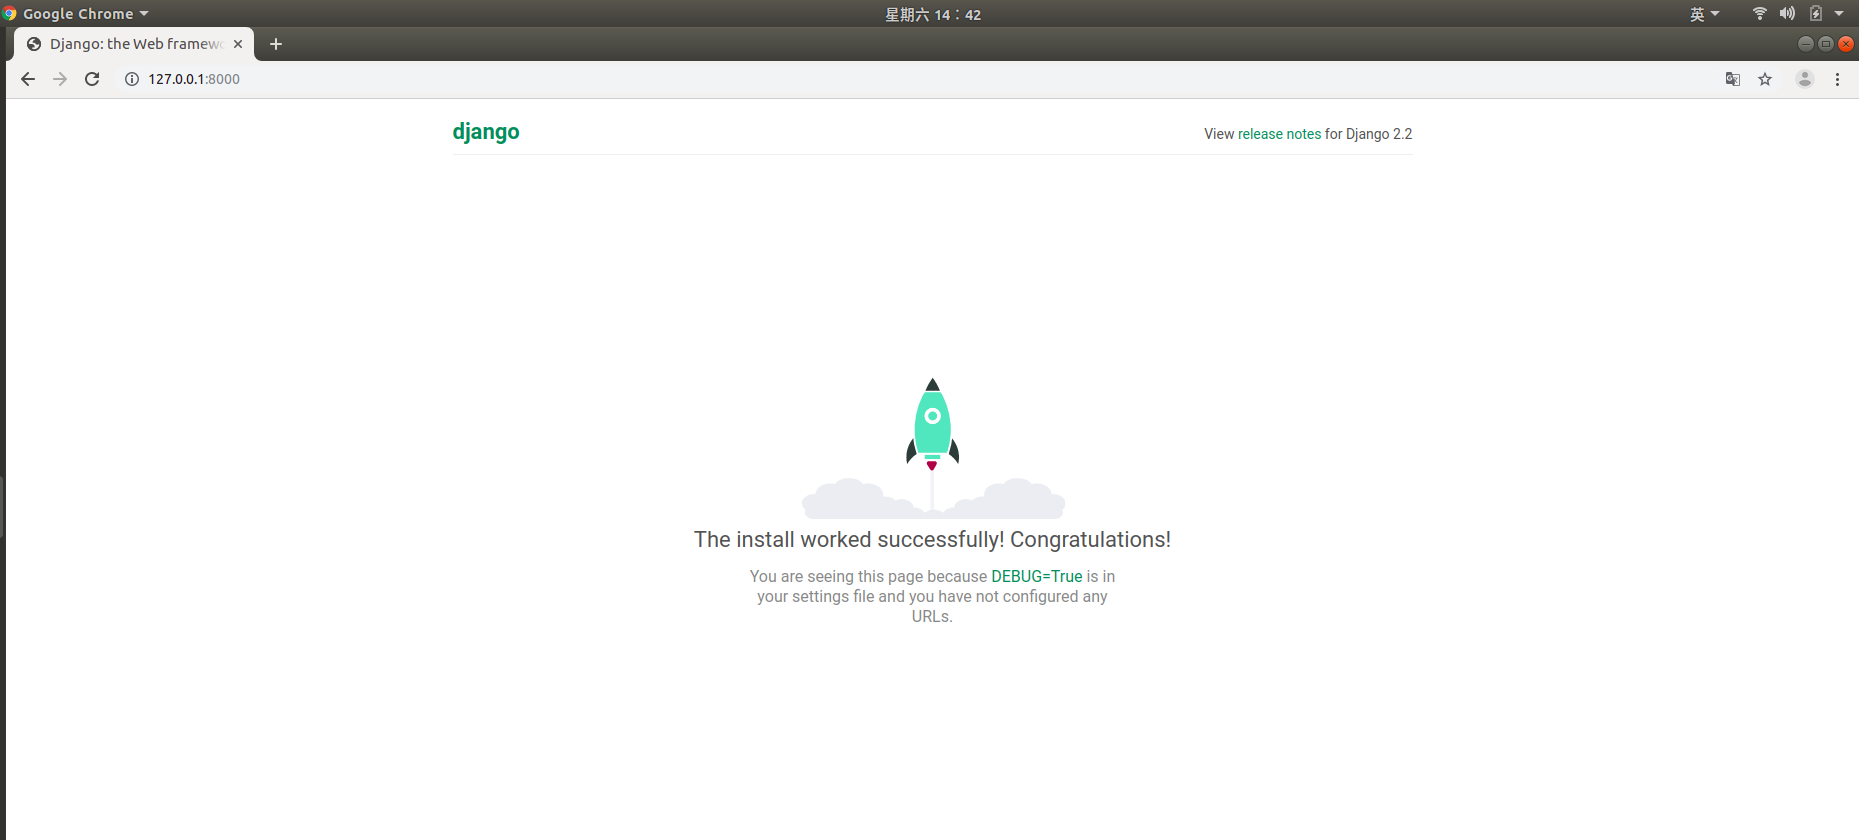 Google Chrome
星期六 14：42
英
Django: the Web framewo
127.0.0.1:8000
django
View release notes for Django 2.2
The install worked successfully! Congratulations!
You are seeing this page because DEBUG=True is in
your settings file and you have not configured any
URLs.